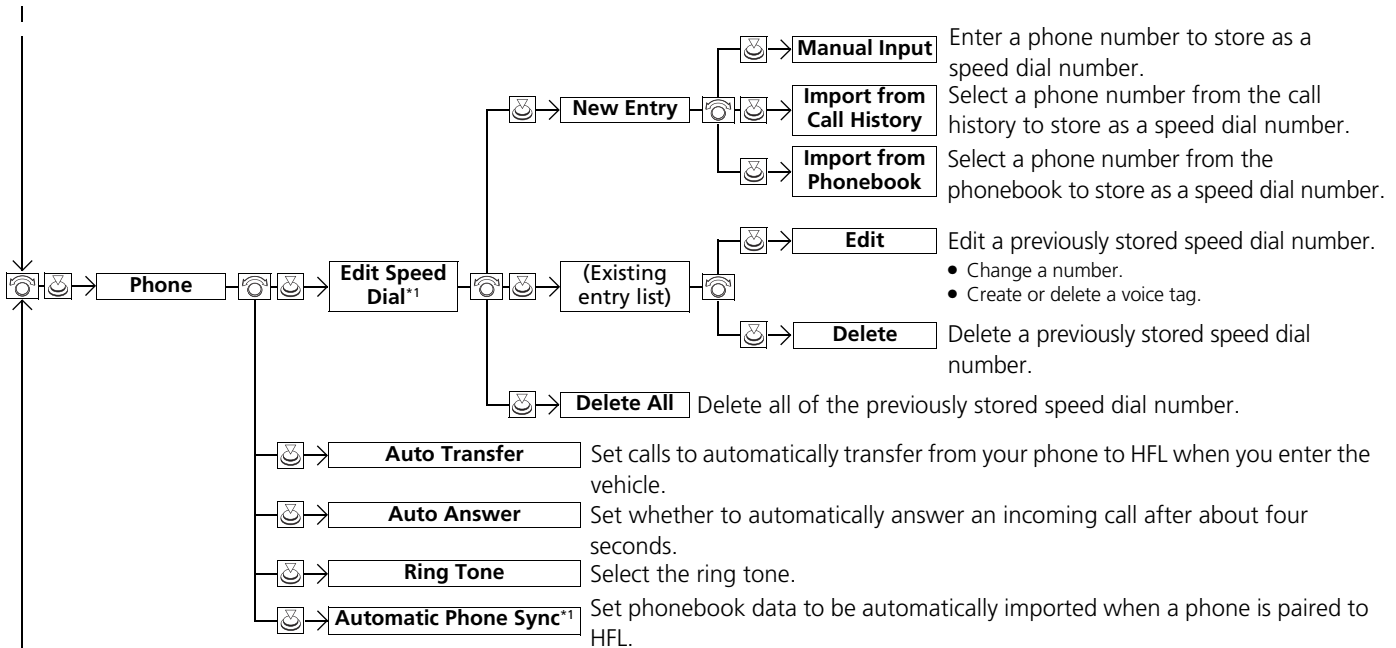 Manual Input
Enter a phone number to store as a
speed dial number.
New Entry
Import from
Call History
Select a phone number from the call
history to store as a speed dial number.
Import from
Phonebook
Select a phone number from the
phonebook to store as a speed dial number.
Phone
Edit Speed
Dial*1
(Existing
entry list)
Edit
Edit a previously stored speed dial number.
● Change a number.
● Create or delete a voice tag.
Delete
Delete a previously stored speed dial
number.
Delete All
Delete all of the previously stored speed dial number.
Auto Transfer
Set calls to automatically transfer from your phone to HFL when you enter the
vehicle.
Auto Answer
Set whether to automatically answer an incoming call after about four
seconds.
Ring Tone
Select the ring tone.
Automatic Phone Sync*1
Set phonebook data to be automatically imported when a phone is paired to
HFL.